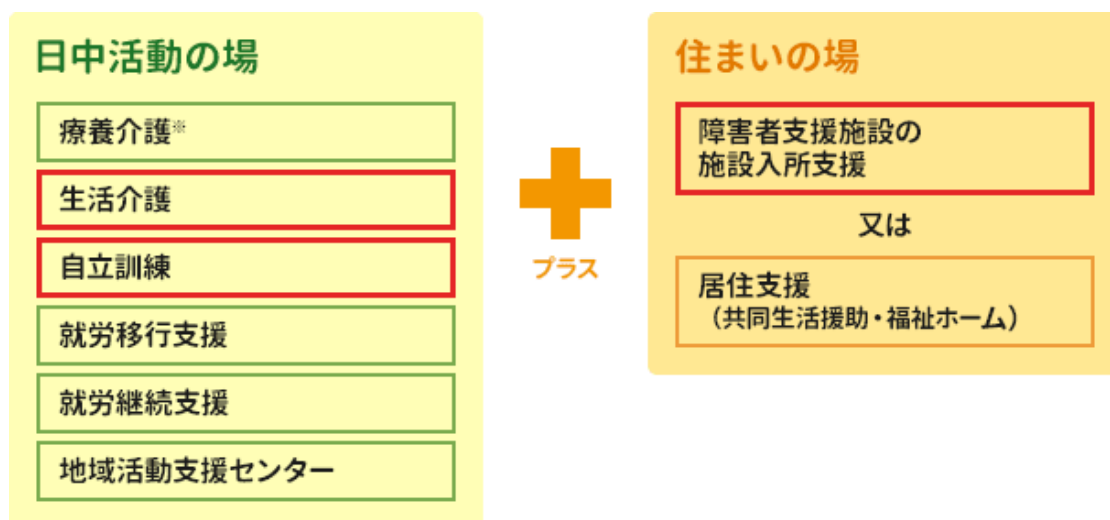 日中活動の場
療養介護※
生活介護
自立訓練
就労移行支援
就労継続支援
地域活動支援センター
プラス
住まいの場
障害者支援施設の
施設入所支援
又は
居住支援
（共同生活援助・福祉ホーム）